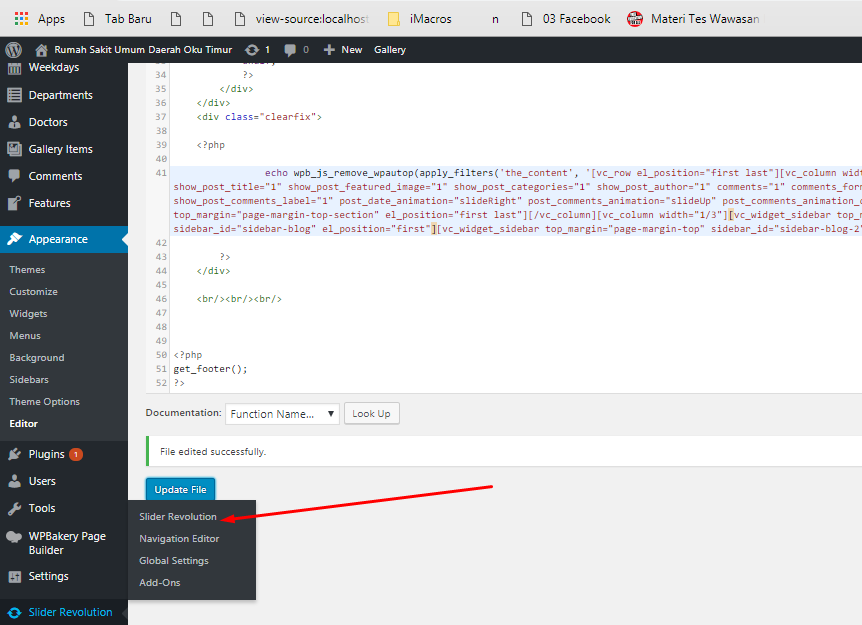 Apps Tab Baru view-source:localhost iMacros n 03 Facebook Materi Tes Wawasan
Rumah Sakit Umum Daerah Oku Timur 1 0 New Gallery
Weekdays
Departments
Doctors
Gallery Items
Comments
Features
Appearance
Themes
Customize
Widgets
Menus
Background
Sidebars
Theme Options
Editor
Plugins 1
Users
Tools
WPBakery Page
Builder
Settings
Slider Revolution
34 ?>
35 </div>
36 </div>
37 <div class="clearfix">
38
39 <?php
40
41 echo wpb_js_remove_wpautop(apply_filters('the_content', '[vc_row el_position="first last"][vc_column wid
show_post_title="1" show_post_featured_image="1" show_post_categories="1" show_post_author="1" comments="1" comments_for
show_post_comments_label="1" post_date_animation="slideRight" post_comments_animation="slideUp" post_comments_animation_
top_margin="page-margin-top-section" el_position="first last"][/vc_column][vc_column width="1/3"][vc_widget_sidebar top_m
sidebar_id="sidebar-blog" el_position="first"][vc_widget_sidebar top_margin="page-margin-top" sidebar_id="sidebar-blog-2"
42
43 ?>
44 </div>
45
46 <br/><br/><br/>
47
48
49
50 <?php
51 get_footer();
52 ?>
Documentation: Function Name... Look Up
File edited successfully.
Update File
Slider Revolution
Navigation Editor
Global Settings
Add-Ons